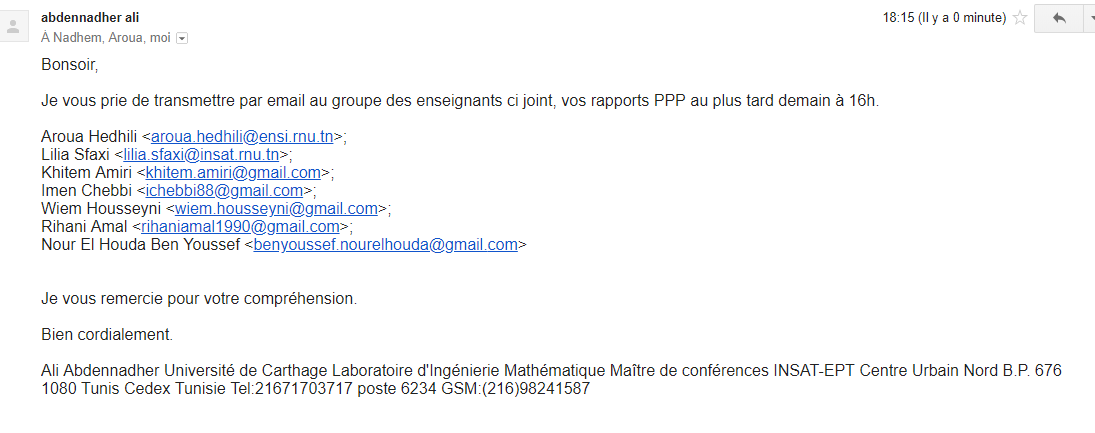 abdennadher ali
18:15 (Il y a 0 minute)
À Nadhem, Aroua, moi
Bonsoir,
Je vous prie de transmettre par email au groupe des enseignants ci joint, vos rapports PPP au plus tard demain à 16h.
Aroua Hedhili <aroua.hedhili@ensi.rnu.tn>;
Lilia Sfaxi <lilia.sfaxi@insat.rnu.tn>;
Khitem Amiri <khitem.amiri@gmail.com>;
Imen Chebbi <ichebbi88@gmail.com>;
Wiem Housseyni <wiem.housseyni@gmail.com>;
Rihani Amal <rihaniamal1990@gmail.com>;
Nour El Houda Ben Youssef <benyoussef.nourelhouda@gmail.com>
Je vous remercie pour votre compréhension.
Bien cordialement.
Ali Abdennadher Université de Carthage Laboratoire d'Ingénierie Mathématique Maître de conférences INSAT-EPT Centre Urbain Nord B.P. 676
1080 Tunis Cedex Tunisie Tel:21671703717 poste 6234 GSM:(216)98241587